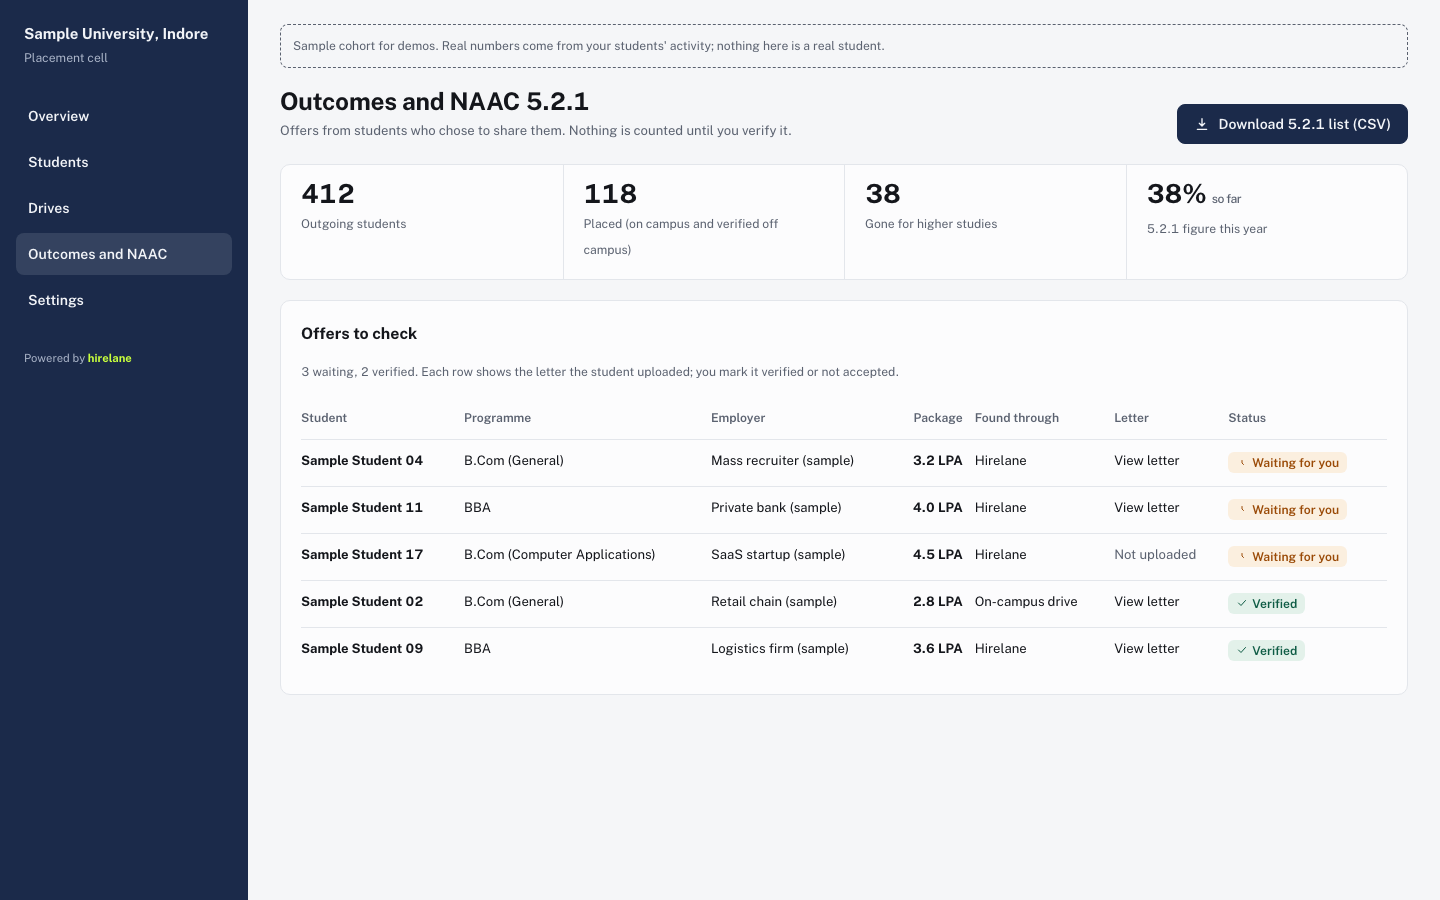 Sample University, Indore
Placement cell
Overview
Students
Drives
Outcomes and NAAC
Settings
Powered by hirelane
Sample cohort for demos. Real numbers come from your students' activity; nothing here is a real student.
Outcomes and NAAC 5.2.1
Offers from students who chose to share them. Nothing is counted until you verify it.
Download 5.2.1 list (CSV)
412
Outgoing students
118
Placed (on campus and verified off
campus)
38
Gone for higher studies
38% so far
5.2.1 figure this year
Offers to check
3 waiting, 2 verified. Each row shows the letter the student uploaded; you mark it verified or not accepted.
Student Programme Employer Package Found through Letter Status
Sample Student 04 B.Com (General) Mass recruiter (sample) 3.2 LPA Hirelane View letter Waiting for you
Sample Student 11 BBA Private bank (sample) 4.0 LPA Hirelane View letter Waiting for you
Sample Student 17 B.Com (Computer Applications) SaaS startup (sample) 4.5 LPA Hirelane Not uploaded Waiting for you
Sample Student 02 B.Com (General) Retail chain (sample) 2.8 LPA On-campus drive View letter Verified
Sample Student 09 BBA Logistics firm (sample) 3.6 LPA Hirelane View letter Verified